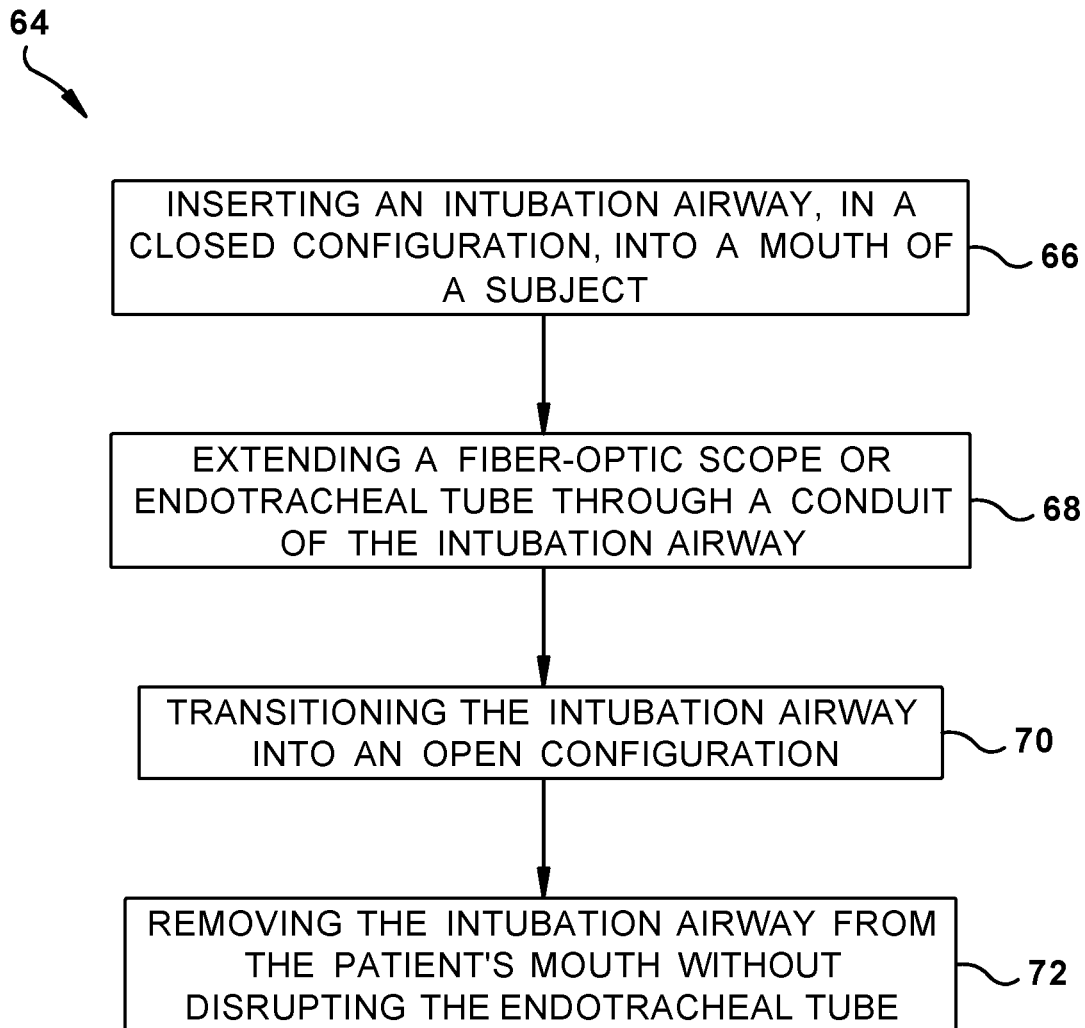 64
INSERTING AN INTUBATION AIRWAY, IN A
CLOSED CONFIGURATION, INTO A MOUTH OF
A SUBJECT
66
EXTENDING A FIBER-OPTIC SCOPE OR
ENDOTRACHEAL TUBE THROUGH A CONDUIT
OF THE INTUBATION AIRWAY
68
TRANSITIONING THE INTUBATION AIRWAY
INTO AN OPEN CONFIGURATION
70
REMOVING THE INTUBATION AIRWAY FROM
THE PATIENT'S MOUTH WITHOUT
DISRUPTING THE ENDOTRACHEAL TUBE
72